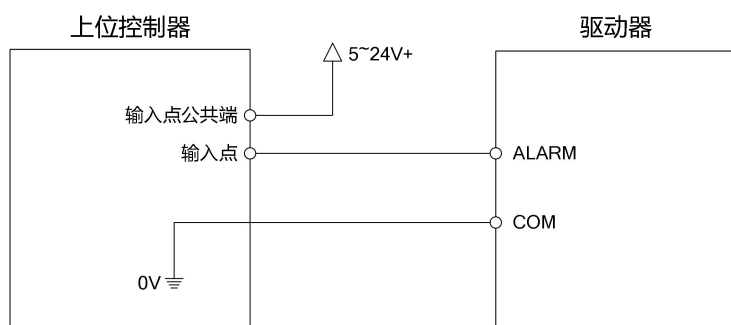 上位控制器
驱动器
5~24V+
输入点公共端
输入点
ALARM
COM
0V